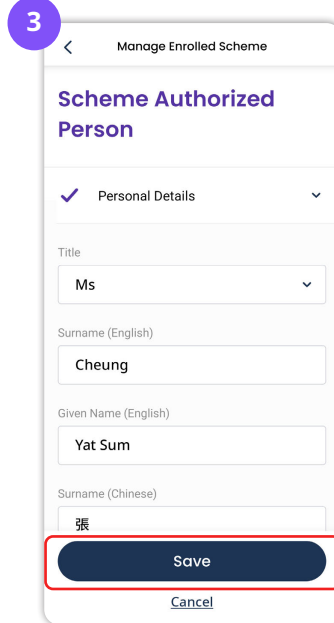 3
Manage Enrolled Scheme
Scheme Authorized
Person
Personal Details
Title
Ms
Surname (English)
Cheung
Given Name (English)
Yat Sum
Surname (Chinese)
張
Save
Cancel